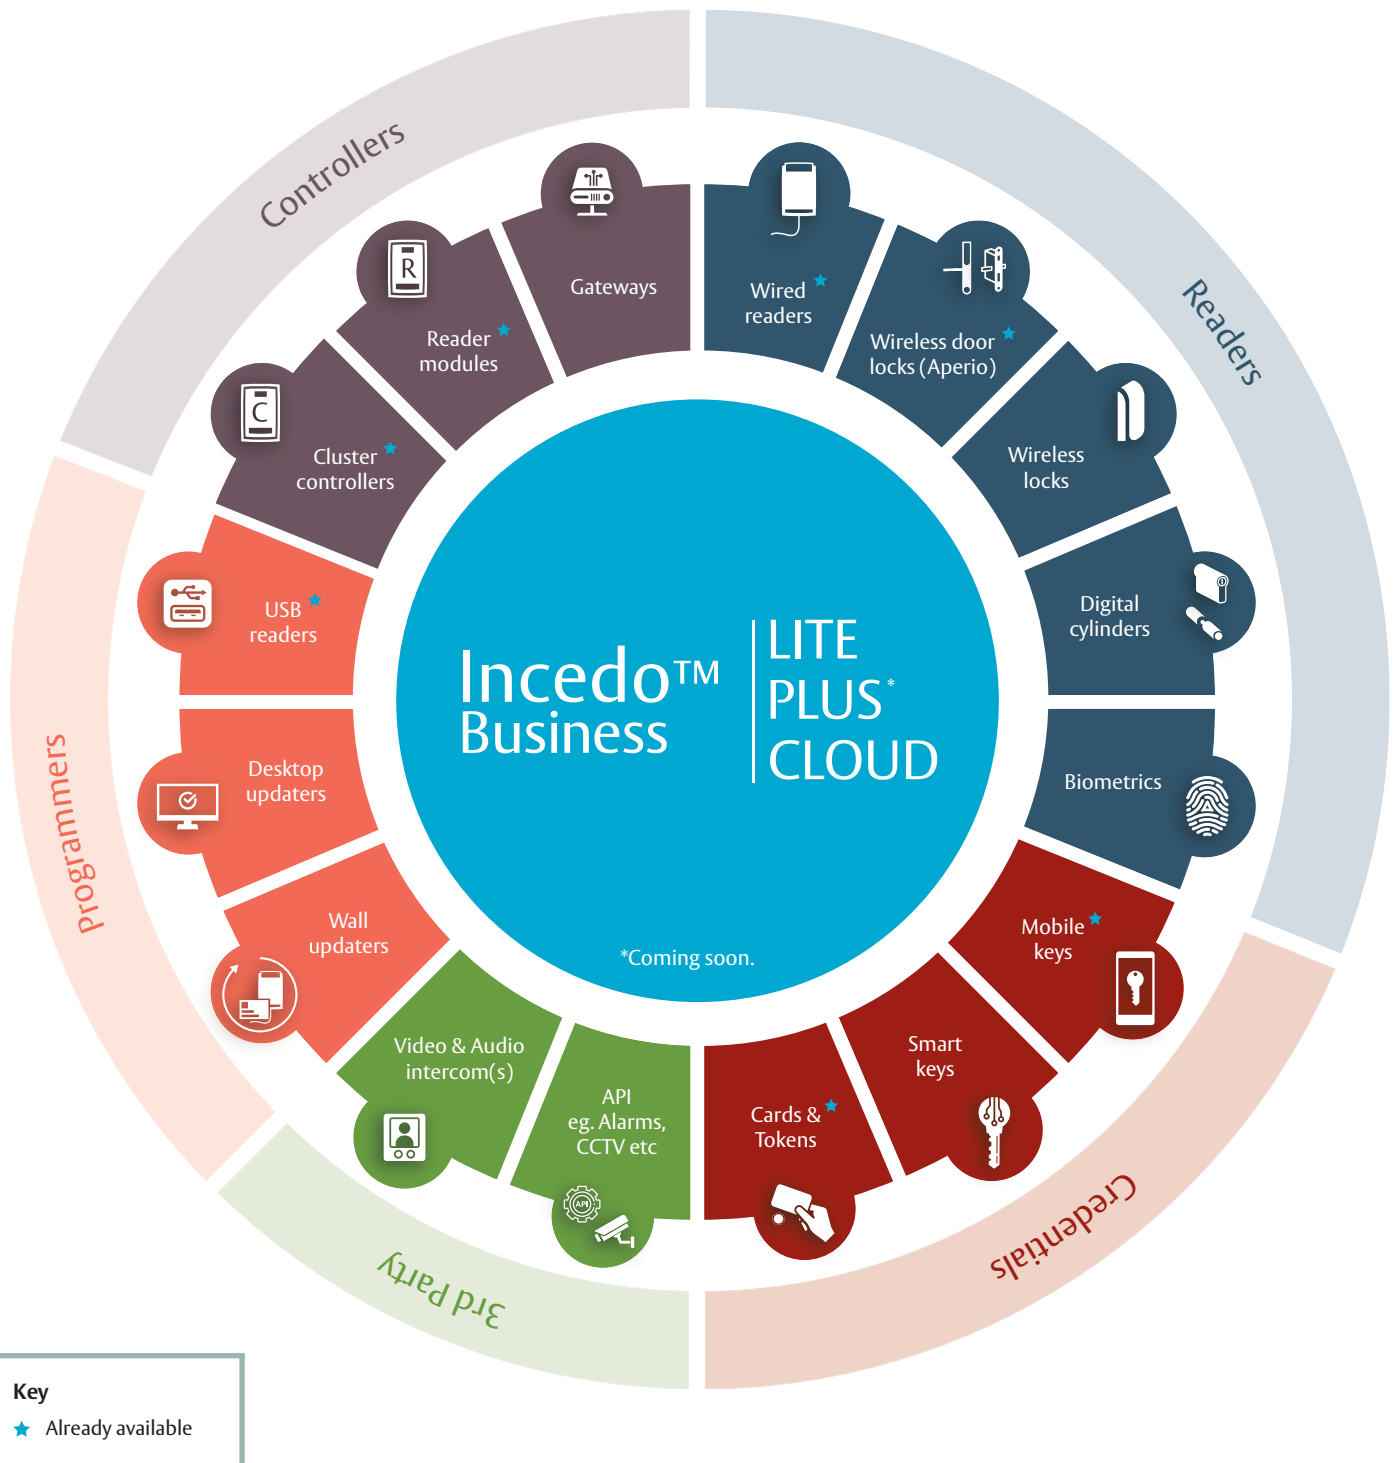 Controllers
Readers
Credentials
3rd Party
Programmers
Gateways
R
Reader
modules
C
Cluster
controllers
USB
readers
Desktop
updaters
Wall
updaters
Video & Audio
intercom(s)
API
eg. Alarms,
CCTV etc
API
Cards &
Tokens
Smart
keys
Mobile
keys
Biometrics
Digital
cylinders
Wireless
locks
Wireless door
locks (Aperio)
Wired
readers
Incedo™
Business
LITE
PLUS*
CLOUD
*Coming soon.
Key
Already available